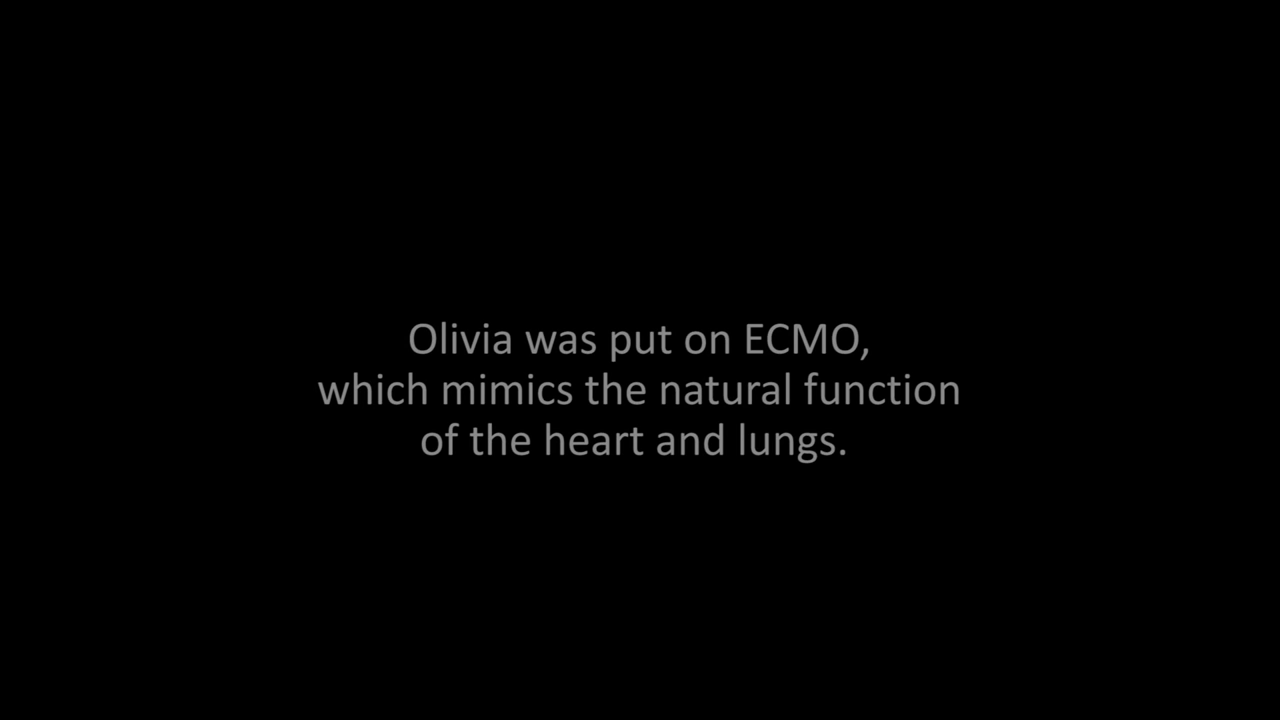 Olivia was put on ECMO,
which mimics the natural function
of the heart and lungs.